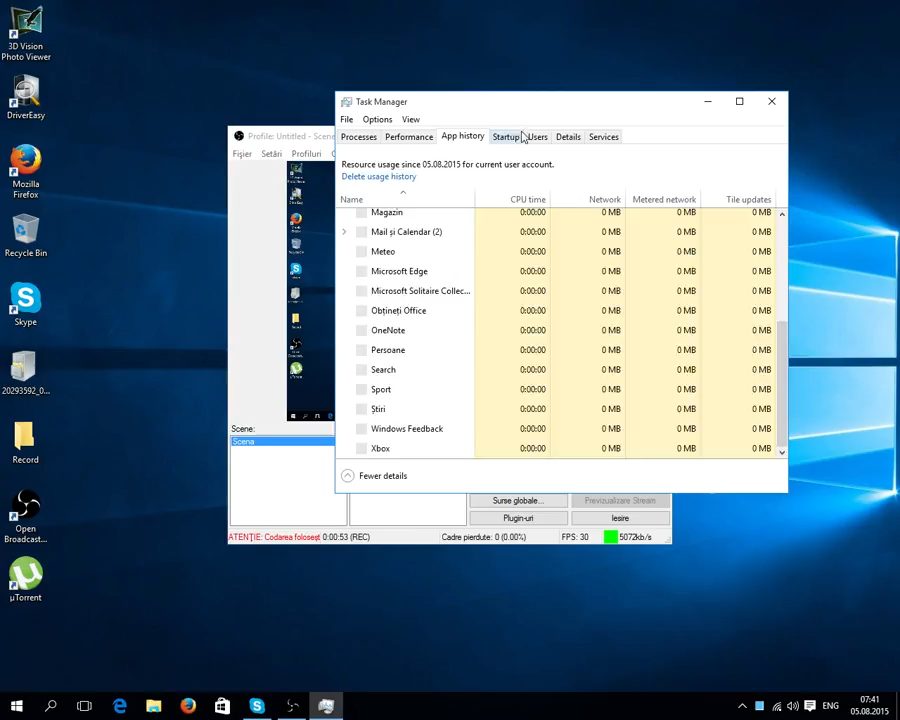 3D Vision
Photo Viewer
DriverEasy
Mozilla
Firefox
Recycle Bin
Skype
20293592_0...
Record
Open
Broadcast...
µTorrent
Profile: Untitled - Scene
Fișier Setări Profiluri
Scene:
Scena
Surse globale... Previzualizare Stream
Plugin-uri Iesire
ATENȚIE: Codarea folosești 0:00:53 (REC) Cadre pierdute: 0 (0.00%) FPS: 30 5072kb/s
Task Manager
File Options View
Processes Performance App history Startup Users Details Services
Resource usage since 05.08.2015 for current user account.
Delete usage history
Name CPU time Network Metered network Tile updates
Magazin 0:00:00 0 MB 0 MB 0 MB
Mail și Calendar (2) 0:00:00 0 MB 0 MB 0 MB
Meteo 0:00:00 0 MB 0 MB 0 MB
Microsoft Edge 0:00:00 0 MB 0 MB 0 MB
Microsoft Solitaire Collec... 0:00:00 0 MB 0 MB 0 MB
Obțineți Office 0:00:00 0 MB 0 MB 0 MB
OneNote 0:00:00 0 MB 0 MB 0 MB
Persoane 0:00:00 0 MB 0 MB 0 MB
Search 0:00:00 0 MB 0 MB 0 MB
Sport 0:00:00 0 MB 0 MB 0 MB
Știri 0:00:00 0 MB 0 MB 0 MB
Windows Feedback 0:00:00 0 MB 0 MB 0 MB
Xbox 0:00:00 0 MB 0 MB 0 MB
Fewer details
ENG
07:41
05.08.2015